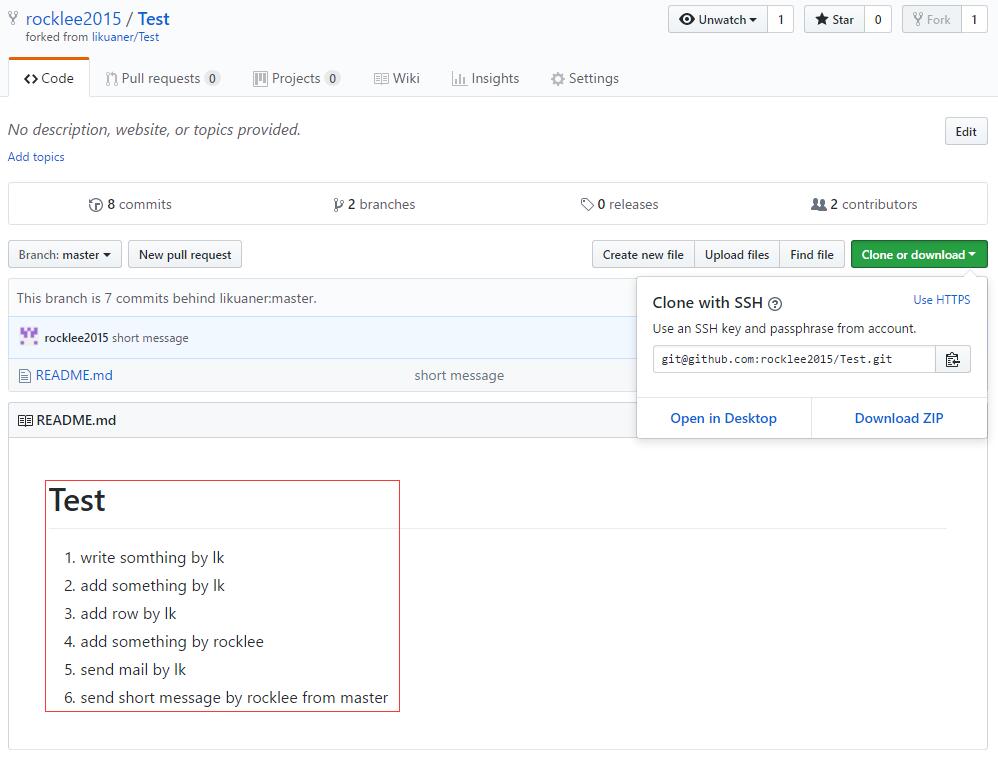 rocklee2015 / Test
Unwatch 1 Star 0 Fork 1
forked from likuaner/Test
Code Pull requests 0 Projects 0 Wiki Insights Settings
No description, website, or topics provided.
Edit
Add topics
8 commits 2 branches 0 releases 2 contributors
Branch: master New pull request Create new file Upload files Find file Clone or download
This branch is 7 commits behind likuaner:master.
rocklee2015 short message
README.md short message
Clone with SSH
Use HTTPS
Use an SSH key and passphrase from account.
git@github.com:rocklee2015/Test.git
Open in Desktop Download ZIP
README.md
Test
1. write somthing by lk
2. add something by lk
3. add row by lk
4. add something by rocklee
5. send mail by lk
6. send short message by rocklee from master